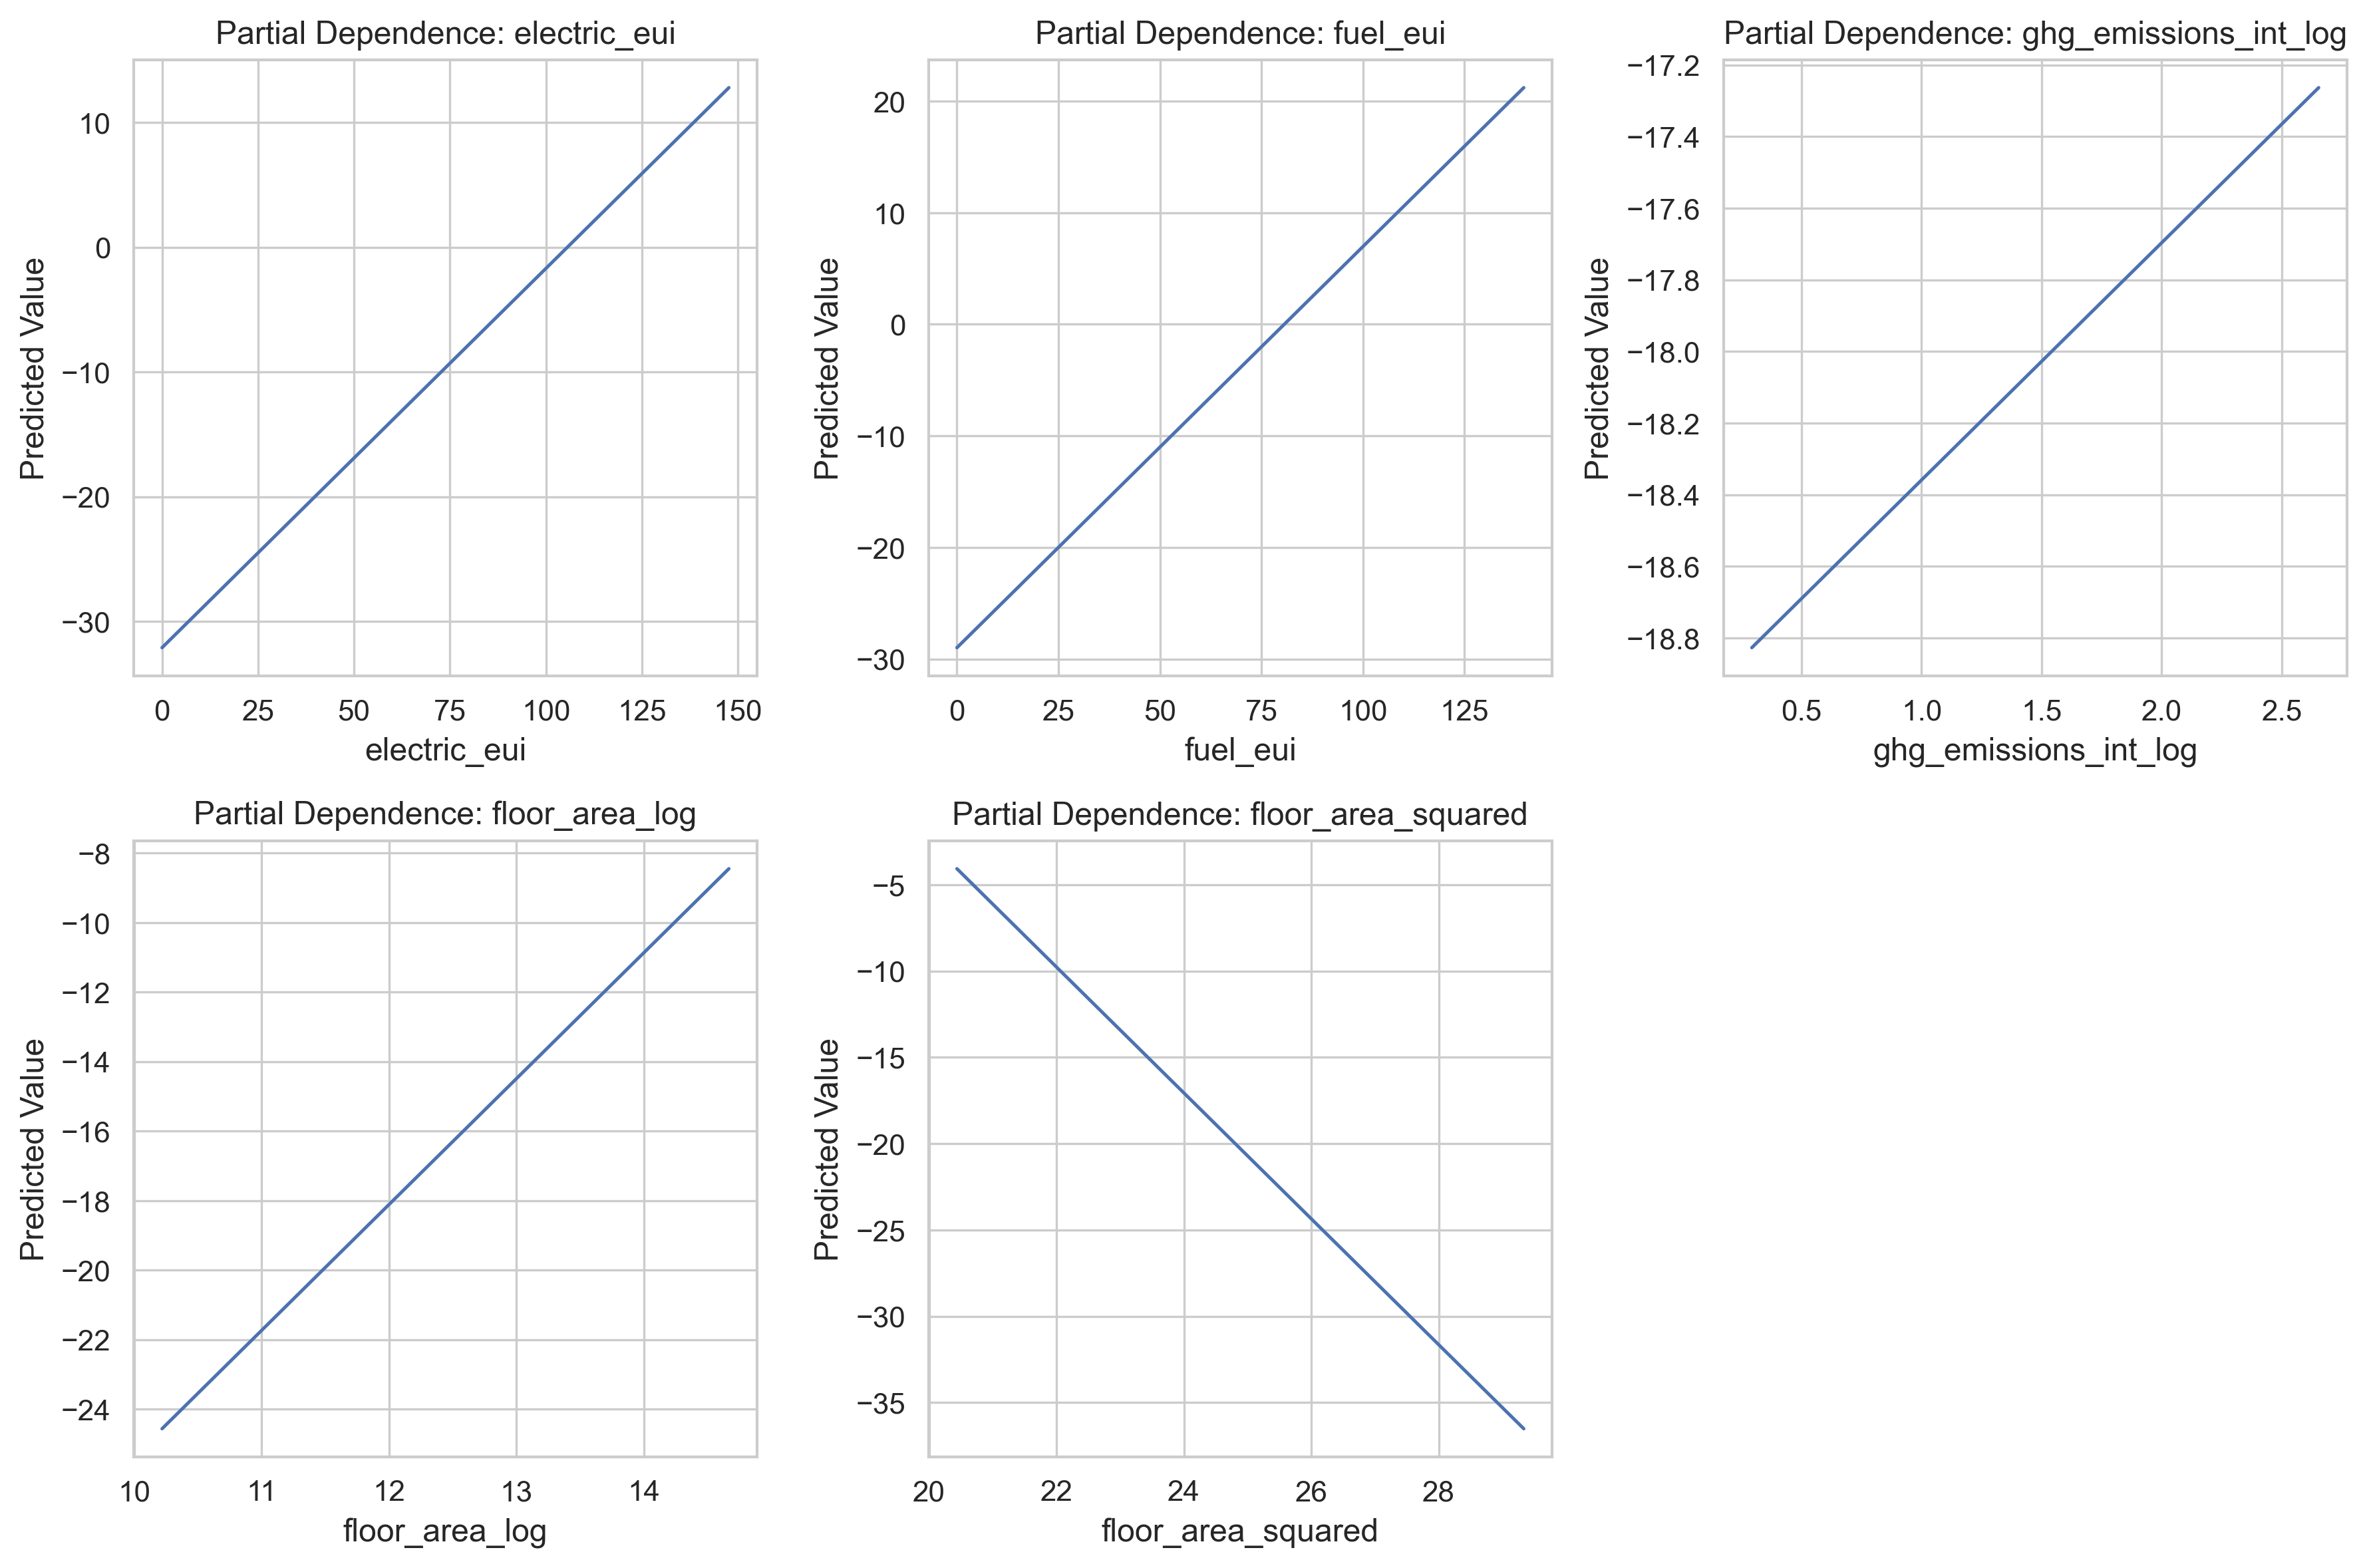 Partial Dependence: electric_eui
10
0
−10
−20
−30
Predicted Value
0 25 50 75 100 125 150
electric_eui
Partial Dependence: fuel_eui
20
10
0
−10
−20
−30
Predicted Value
0 25 50 75 100 125
fuel_eui
Partial Dependence: ghg_emissions_int_log
−17.2
−17.4
−17.6
−17.8
−18.0
−18.2
−18.4
−18.6
−18.8
Predicted Value
0.5 1.0 1.5 2.0 2.5
ghg_emissions_int_log
Partial Dependence: floor_area_log
−8
−10
−12
−14
−16
−18
−20
−22
−24
Predicted Value
10 11 12 13 14
floor_area_log
Partial Dependence: floor_area_squared
−5
−10
−15
−20
−25
−30
−35
Predicted Value
20 22 24 26 28
floor_area_squared